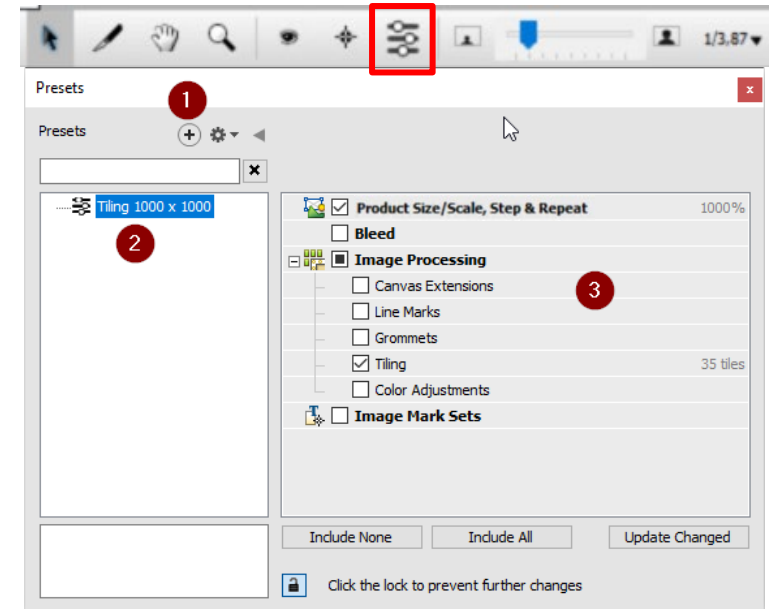 1/3,87
Presets
1
Presets
Tiling 1000 x 1000
2
Product Size/Scale, Step & Repeat 1000%
Bleed
Image Processing
Canvas Extensions
3
Line Marks
Grommets
Tiling 35 tiles
Color Adjustments
Image Mark Sets
Include None Include All Update Changed
Click the lock to prevent further changes